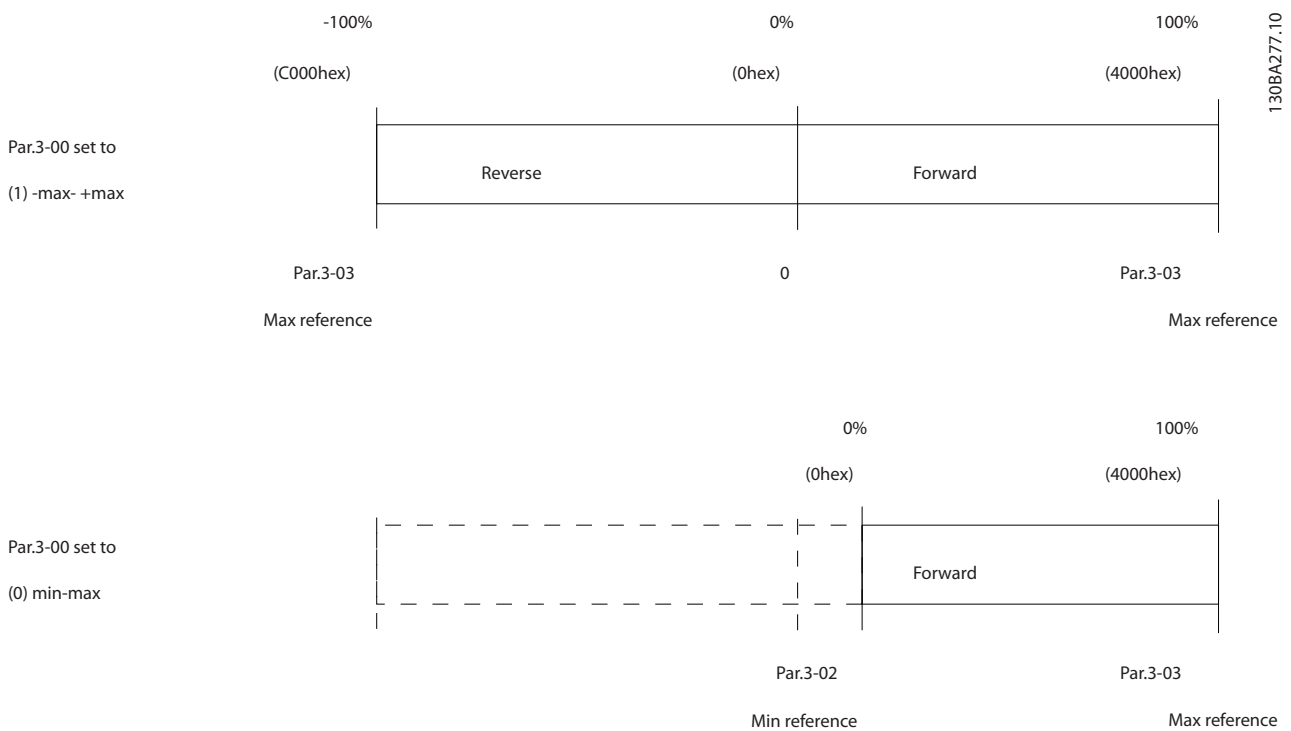 -100% 0% 100%
(C000hex) (0hex) (4000hex)
130BA277.10
Par.3-00 set to
(1) -max- +max
Reverse Forward
Par.3-03 0 Par.3-03
Max reference Max reference
0% 100%
(0hex) (4000hex)
Par.3-00 set to
(0) min-max
Forward
Par.3-02 Par.3-03
Min reference Max reference